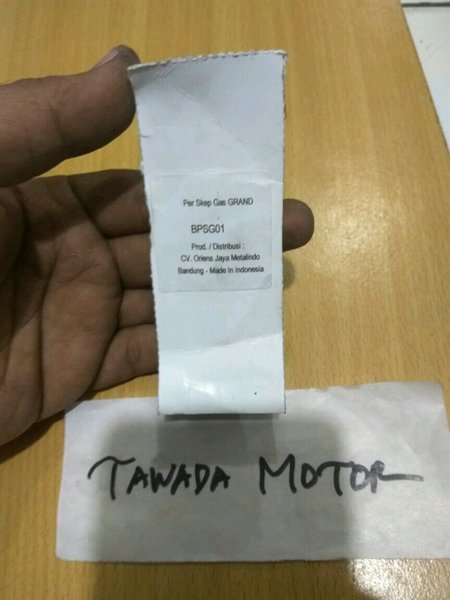 Per Skep Gas GRAND
BPSG01
Prod. / Distribusi :
CV. Oriens Jaya Metalindo
Bandung - Made In Indonesia
TAWADA MOTOR